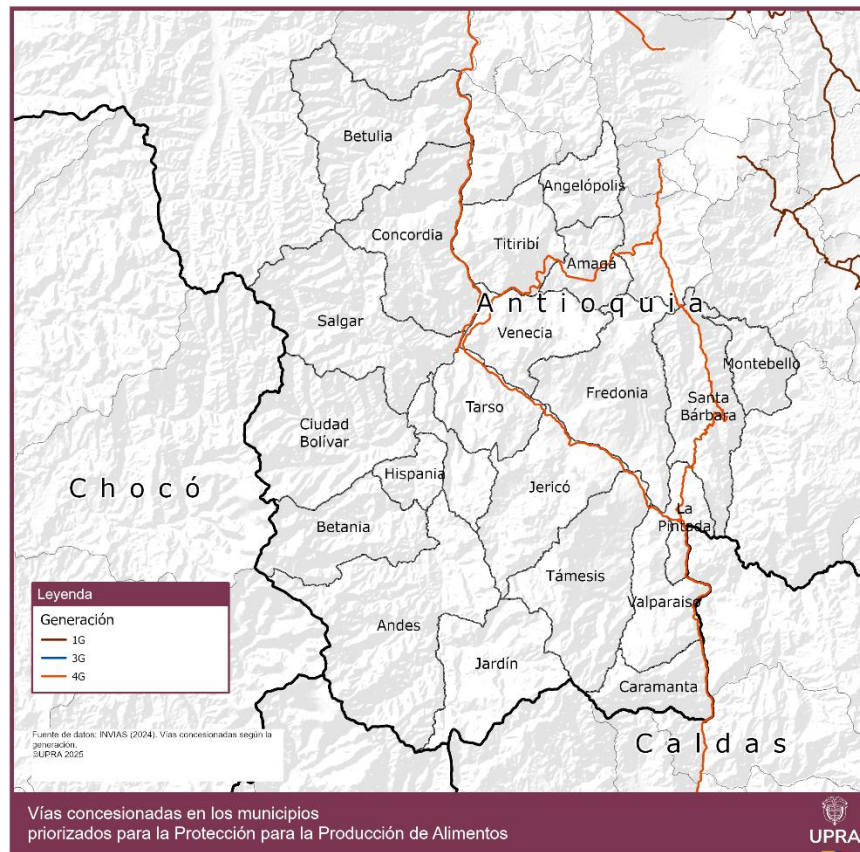 Betulia
Angelópolis
Concordia
Titiribí
Amagá
Antioquia
Salgar
Venecia
Montebello
Fredonia
Santa
Bárbara
Tarso
Ciudad
Bolívar
Hispania
Jericó
Chocó
La
Pintada
Betania
Támesis
Valparaiso
Andes
Jardín
Caramanta
Caldas
Leyenda
Generación
1G
3G
4G
Fuente de datos: INVIAS (2024). Vías concesionadas según la
generación.
©UPRA 2025
Vías concesionadas en los municipios
priorizados para la Protección para la Producción de Alimentos
UPRA